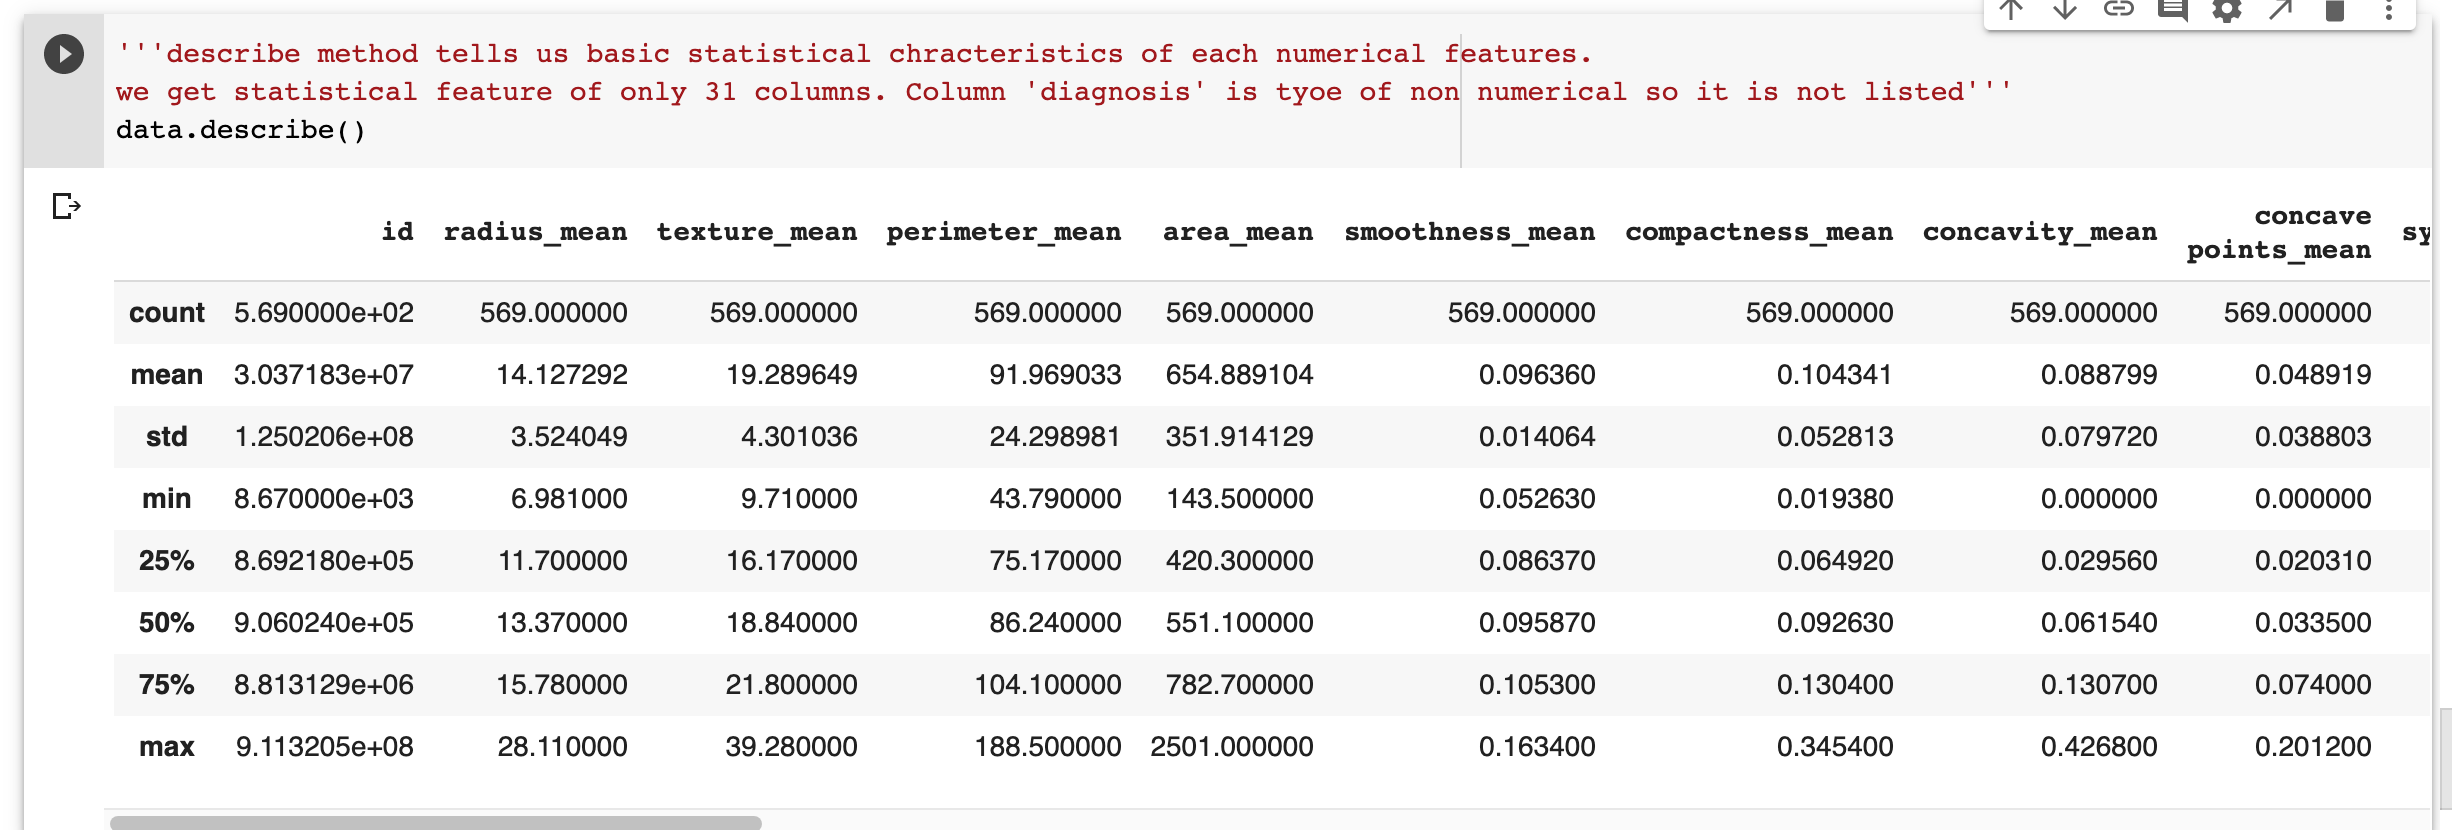 '''describe method tells us basic statistical chracteristics of each numerical features.
we get statistical feature of only 31 columns. Column 'diagnosis' is tyoe of non numerical so it is not listed'''
data.describe()
id radius_mean texture_mean perimeter_mean area_mean smoothness_mean compactness_mean concavity_mean concave points_mean sy
count 5.690000e+02 569.000000 569.000000 569.000000 569.000000 569.000000 569.000000 569.000000 569.000000
mean 3.037183e+07 14.127292 19.289649 91.969033 654.889104 0.096360 0.104341 0.088799 0.048919
std 1.250206e+08 3.524049 4.301036 24.298981 351.914129 0.014064 0.052813 0.079720 0.038803
min 8.670000e+03 6.981000 9.710000 43.790000 143.500000 0.052630 0.019380 0.000000 0.000000
25% 8.692180e+05 11.700000 16.170000 75.170000 420.300000 0.086370 0.064920 0.029560 0.020310
50% 9.060240e+05 13.370000 18.840000 86.240000 551.100000 0.095870 0.092630 0.061540 0.033500
75% 8.813129e+06 15.780000 21.800000 104.100000 782.700000 0.105300 0.130400 0.130700 0.074000
max 9.113205e+08 28.110000 39.280000 188.500000 2501.000000 0.163400 0.345400 0.426800 0.201200